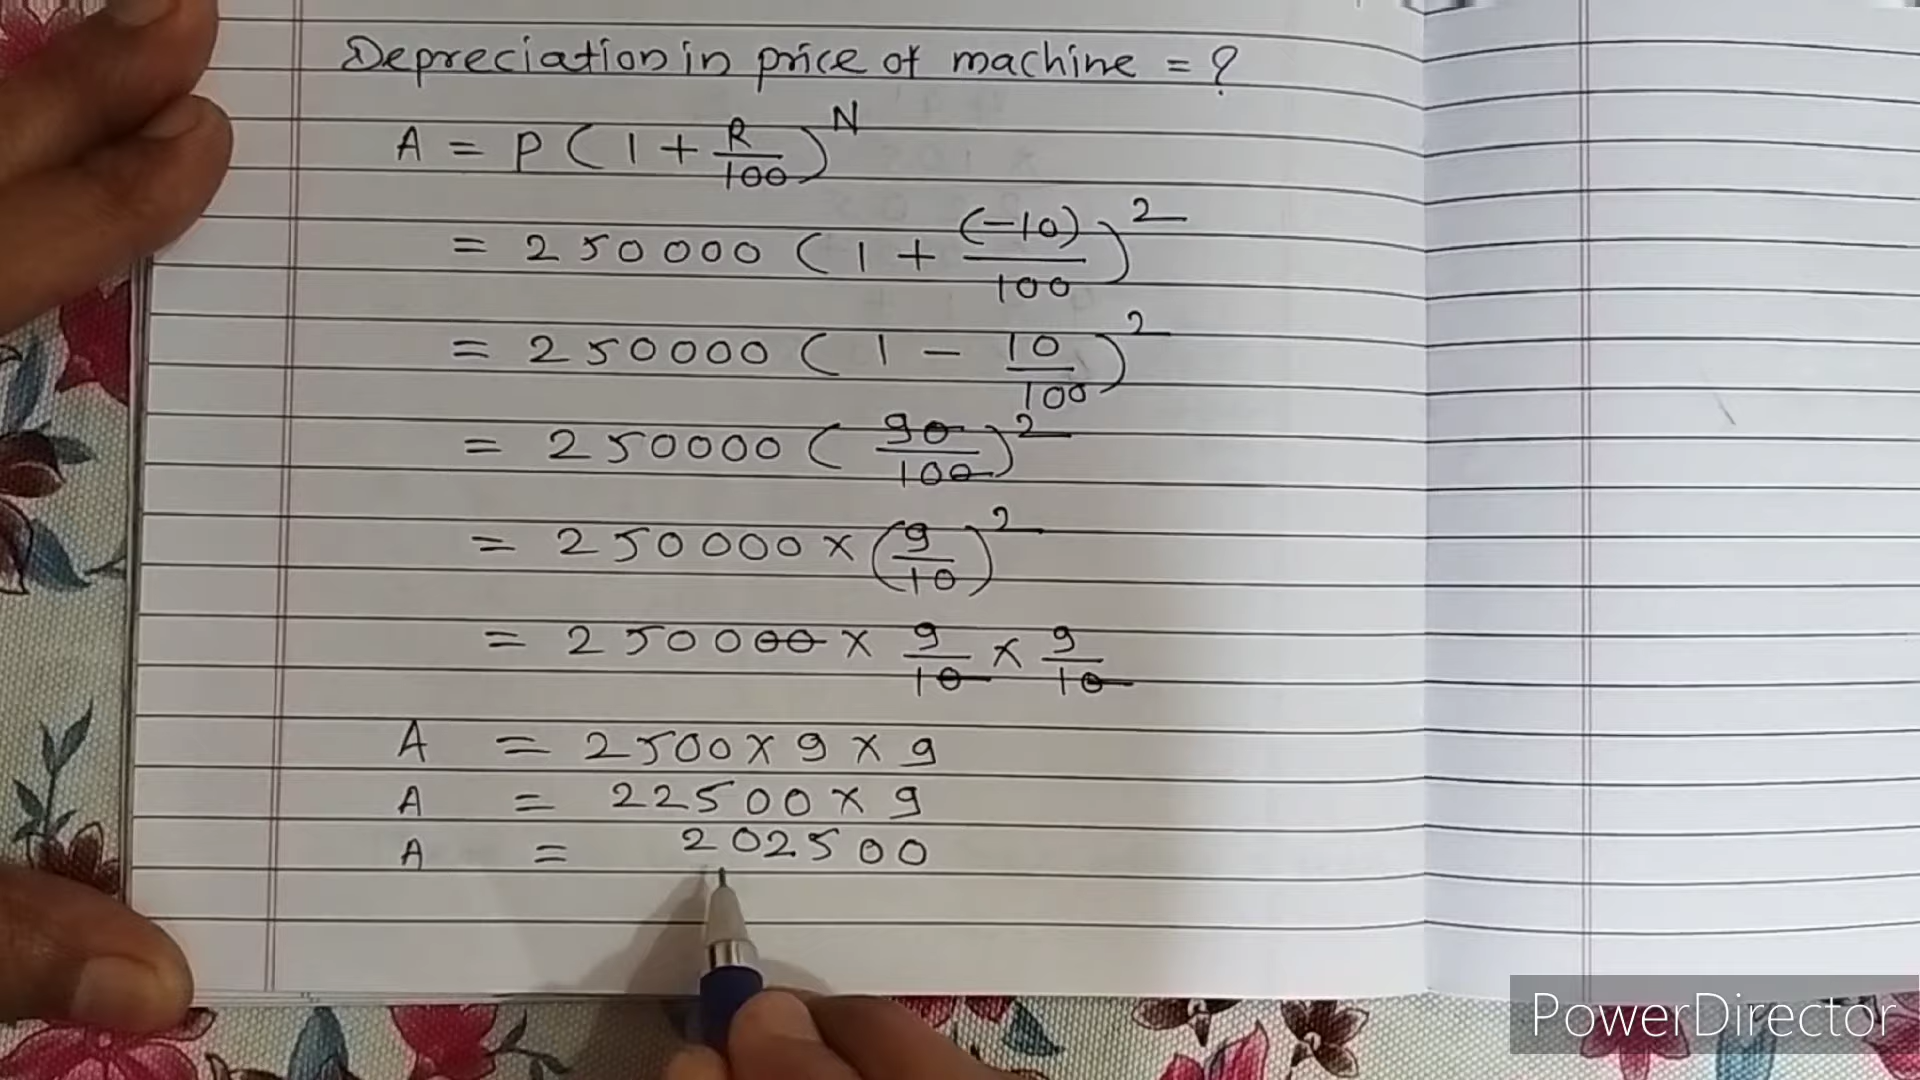 Depreciation in price of machine = ?
A = P ( 1 + R/100 )^N
= 250000 ( 1 + (-10)/100 )^2
= 250000 ( 1 - 10/100 )^2
= 250000 ( 90/100 )^2
= 250000 × ( 9/10 )^2
= 250000 × 9/10 × 9/10
A = 2500 × 9 × 9
A = 22500 × 9
A = 202500
PowerDirector